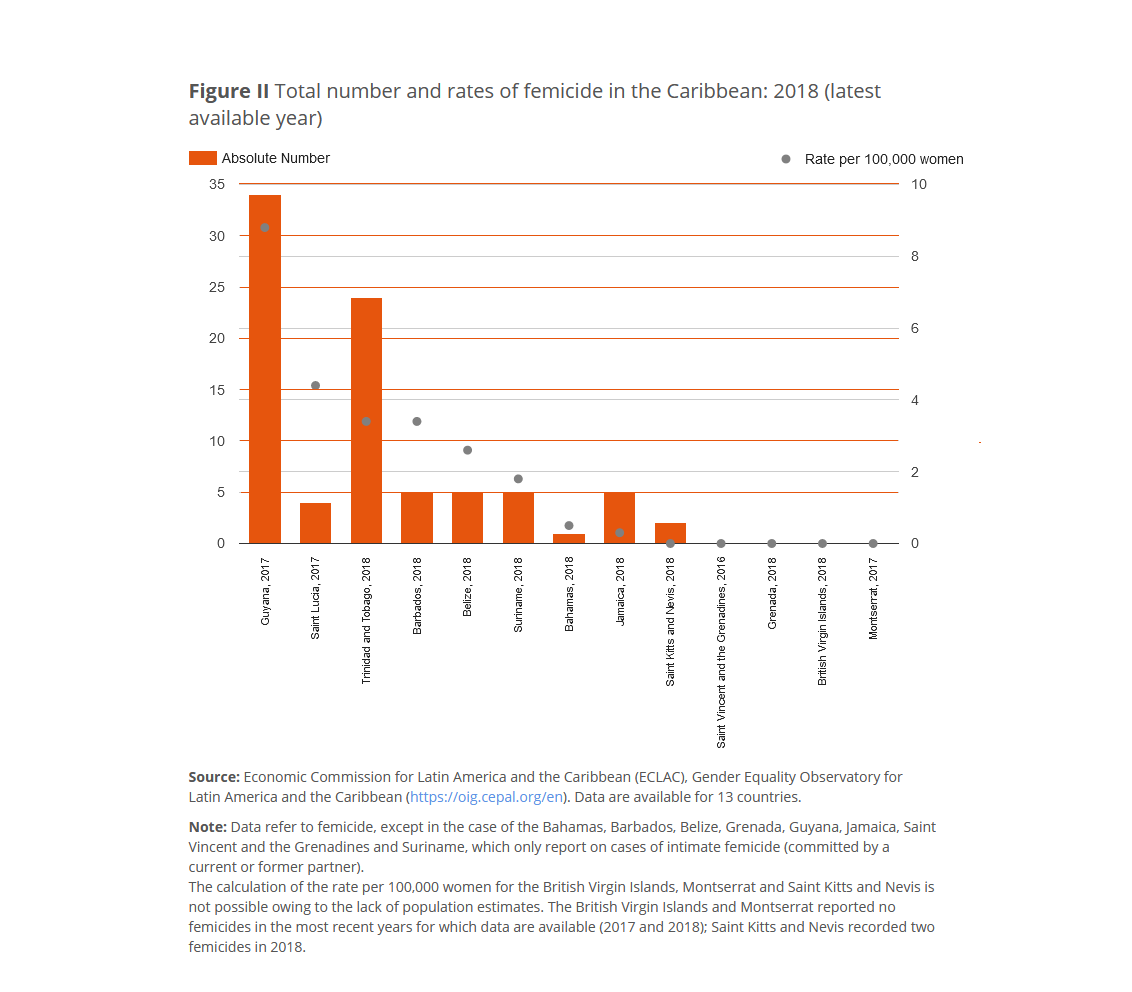 Figure II Total number and rates of femicide in the Caribbean: 2018 (latest
available year)
Absolute Number
Rate per 100,000 women
35
30
25
20
15
10
5
0
10
8
6
4
2
0
Guyana, 2017
Saint Lucia, 2017
Trinidad and Tobago, 2018
Barbados, 2018
Belize, 2018
Suriname, 2018
Bahamas, 2018
Jamaica, 2018
Saint Kitts and Nevis, 2018
Saint Vincent and the Grenadines, 2016
Grenada, 2018
British Virgin Islands, 2018
Montserrat, 2017
Source: Economic Commission for Latin America and the Caribbean (ECLAC), Gender Equality Observatory for
Latin America and the Caribbean (https://oig.cepal.org/en). Data are available for 13 countries.
Note: Data refer to femicide, except in the case of the Bahamas, Barbados, Belize, Grenada, Guyana, Jamaica, Saint
Vincent and the Grenadines and Suriname, which only report on cases of intimate femicide (committed by a
current or former partner).
The calculation of the rate per 100,000 women for the British Virgin Islands, Montserrat and Saint Kitts and Nevis is
not possible owing to the lack of population estimates. The British Virgin Islands and Montserrat reported no
femicides in the most recent years for which data are available (2017 and 2018); Saint Kitts and Nevis recorded two
femicides in 2018.